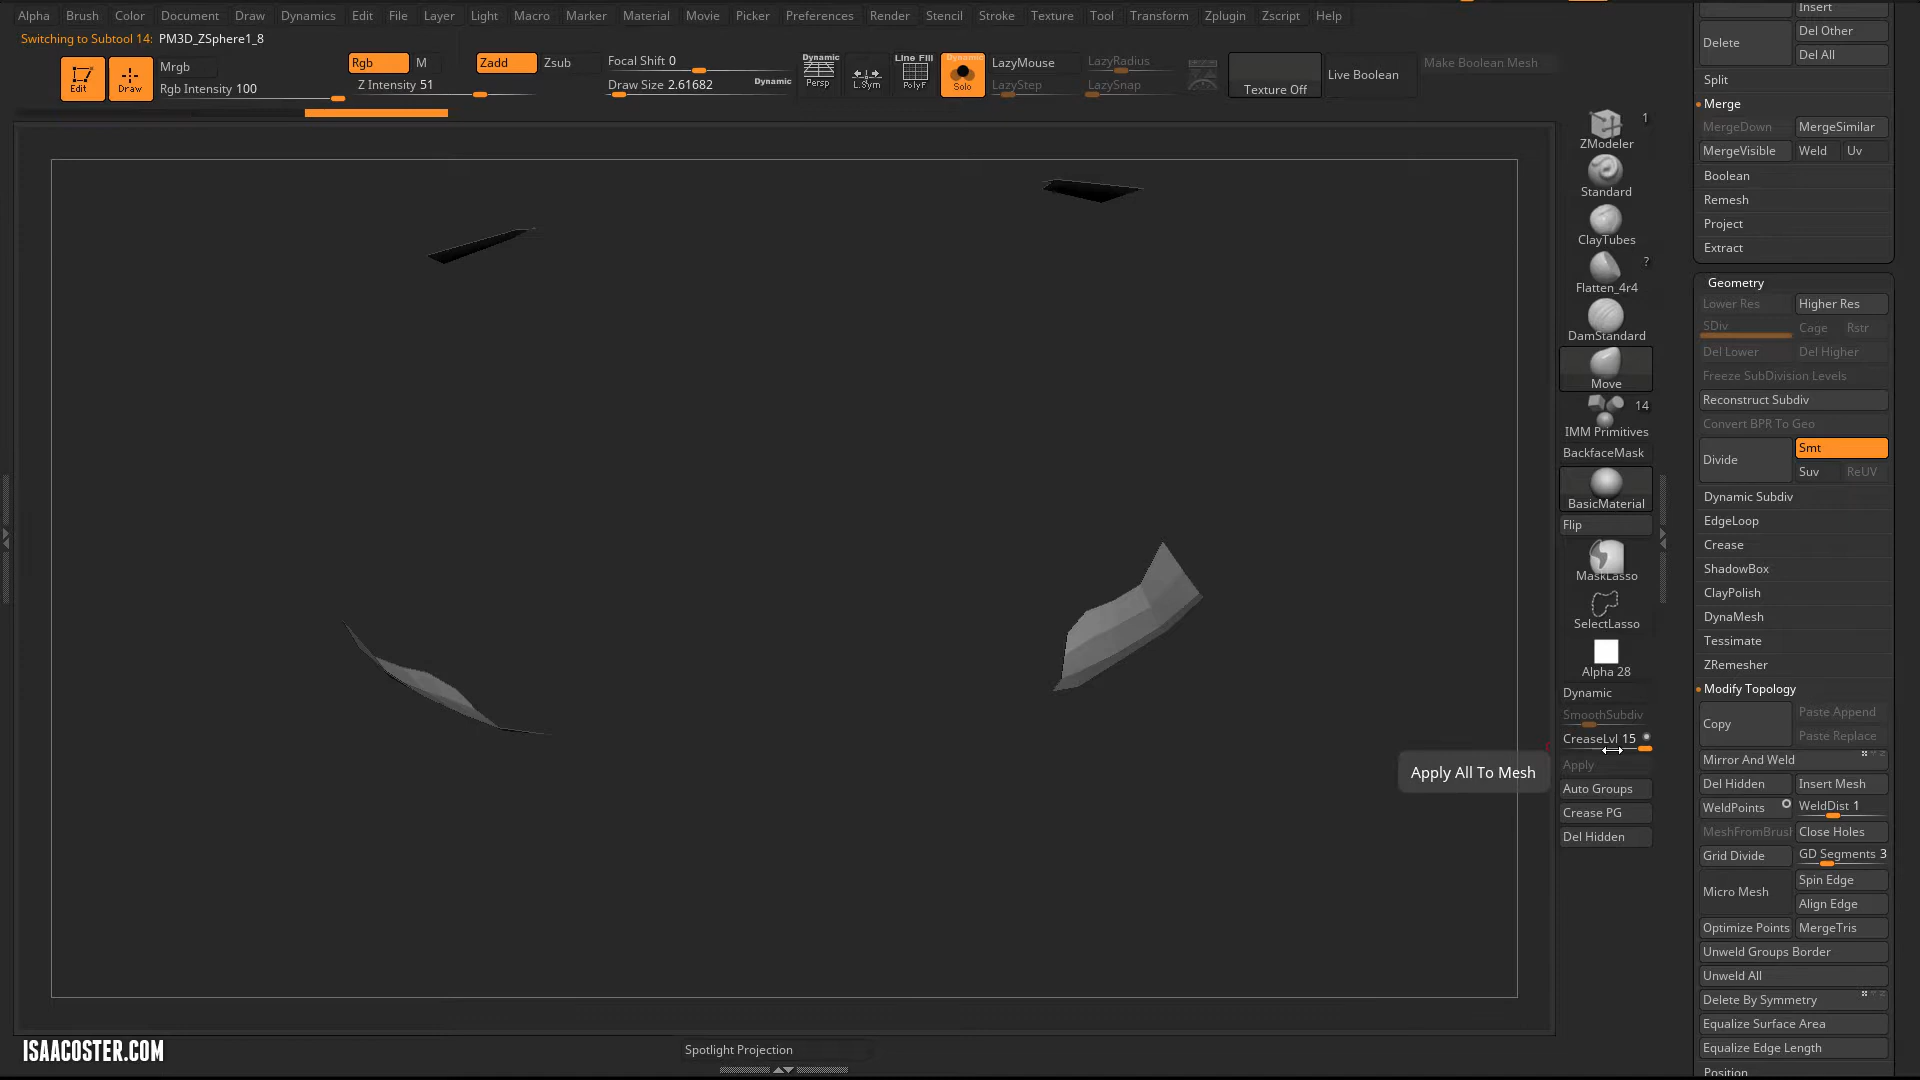 Alpha Brush Color Document Draw Dynamics Edit File Layer Light Macro Marker Material Movie Picker Preferences Render Stencil Stroke Texture Tool Transform Zplugin Zscript Help
Switching to Subtool 14: PM3D_ZSphere1_8
Edit Draw
Mrgb
Rgb Intensity 100
Rgb M
Zadd Zsub
Z Intensity 51
Focal Shift 0
Draw Size 2.61682
Dynamic
Dynamic
Persp
L.Sym
Line Fill
PolyF
Dynamic
Solo
LazyMouse
LazyStep
LazyRadius
LazySnap
Texture Off
Live Boolean
Make Boolean Mesh
1
ZModeler
Standard
ClayTubes
?
Flatten_4r4
DamStandard
Move
14
IMM Primitives
BackfaceMask
BasicMaterial
Flip
MaskLasso
SelectLasso
Alpha 28
Dynamic
SmoothSubdiv
CreaseLvl 15
Apply
Auto Groups
Crease PG
Del Hidden
Apply All To Mesh
Insert
Delete
Del Other
Del All
Split
Merge
MergeDown MergeSimilar
MergeVisible Weld Uv
Boolean
Remesh
Project
Extract
Geometry
Lower Res Higher Res
SDiv Cage Rstr
Del Lower Del Higher
Freeze SubDivision Levels
Reconstruct Subdiv
Convert BPR To Geo
Divide
Smt
Suv ReUV
Dynamic Subdiv
EdgeLoop
Crease
ShadowBox
ClayPolish
DynaMesh
Tessimate
ZRemesher
Modify Topology
Copy
Paste Append
Paste Replace
Mirror And Weld
Del Hidden Insert Mesh
WeldPoints WeldDist 1
MeshFromBrush Close Holes
Grid Divide GD Segments 3
Micro Mesh
Spin Edge
Align Edge
Optimize Points MergeTris
Unweld Groups Border
Unweld All
Delete By Symmetry
Equalize Surface Area
Equalize Edge Length
Position
ISAACOSTER.COM
Spotlight Projection